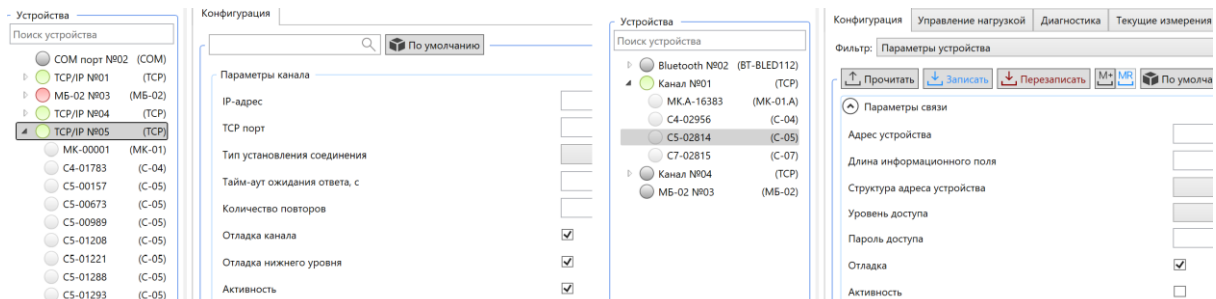 Устройства
Поиск устройства
COM порт №02 (COM)
TCP/IP №01 (TCP)
МБ-02 №03 (МБ-02)
TCP/IP №04 (TCP)
TCP/IP №05 (TCP)
МК-00001 (МК-01)
С4-01783 (С-04)
С5-00157 (С-05)
С5-00673 (С-05)
С5-00989 (С-05)
С5-01208 (С-05)
С5-01221 (С-05)
С5-01288 (С-05)
С5-01293 (С-05)
Конфигурация
По умолчанию
Параметры канала
IP-адрес
TCP порт
Тип установления соединения
Тайм-аут ожидания ответа, с
Количество повторов
Отладка канала
Отладка нижнего уровня
Активность
Устройства
Поиск устройства
Bluetooth №02 (BT-BLED112)
Канал №01 (TCP)
МК.А-16383 (МК-01.А)
С4-02956 (С-04)
С5-02814 (С-05)
С7-02815 (С-07)
Канал №04 (TCP)
МБ-02 №03 (МБ-02)
Конфигурация Управление нагрузкой Диагностика Текущие измерения
Фильтр: Параметры устройства
Прочитать Записать Перезаписать M+ MR По умолча
Параметры связи
Адрес устройства
Длина информационного поля
Структура адреса устройства
Уровень доступа
Пароль доступа
Отладка
Активность